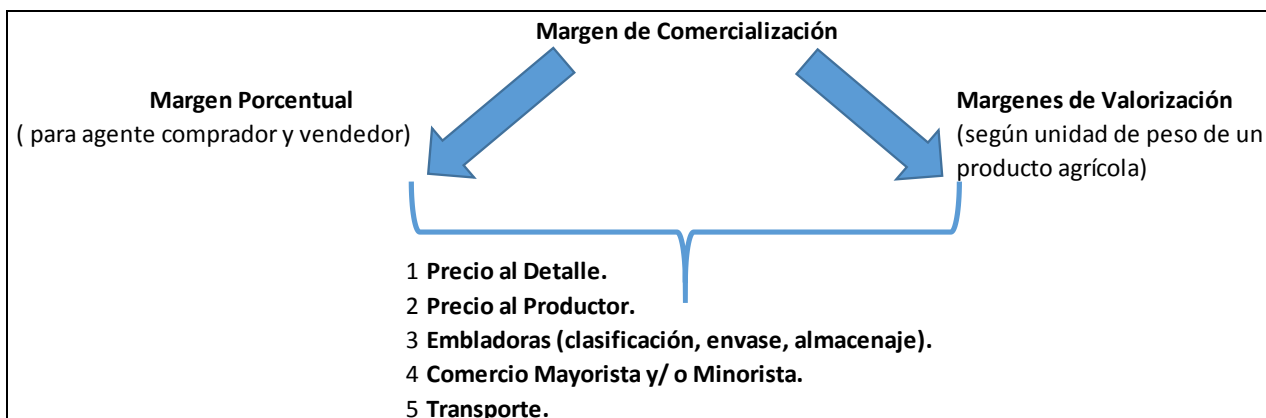 Margen de Comercialización
Margen Porcentual
( para agente comprador y vendedor)
Margenes de Valorización
(según unidad de peso de un
producto agrícola)
1 Precio al Detalle.
2 Precio al Productor.
3 Embladoras (clasificación, envase, almacenaje).
4 Comercio Mayorista y/ o Minorista.
5 Transporte.